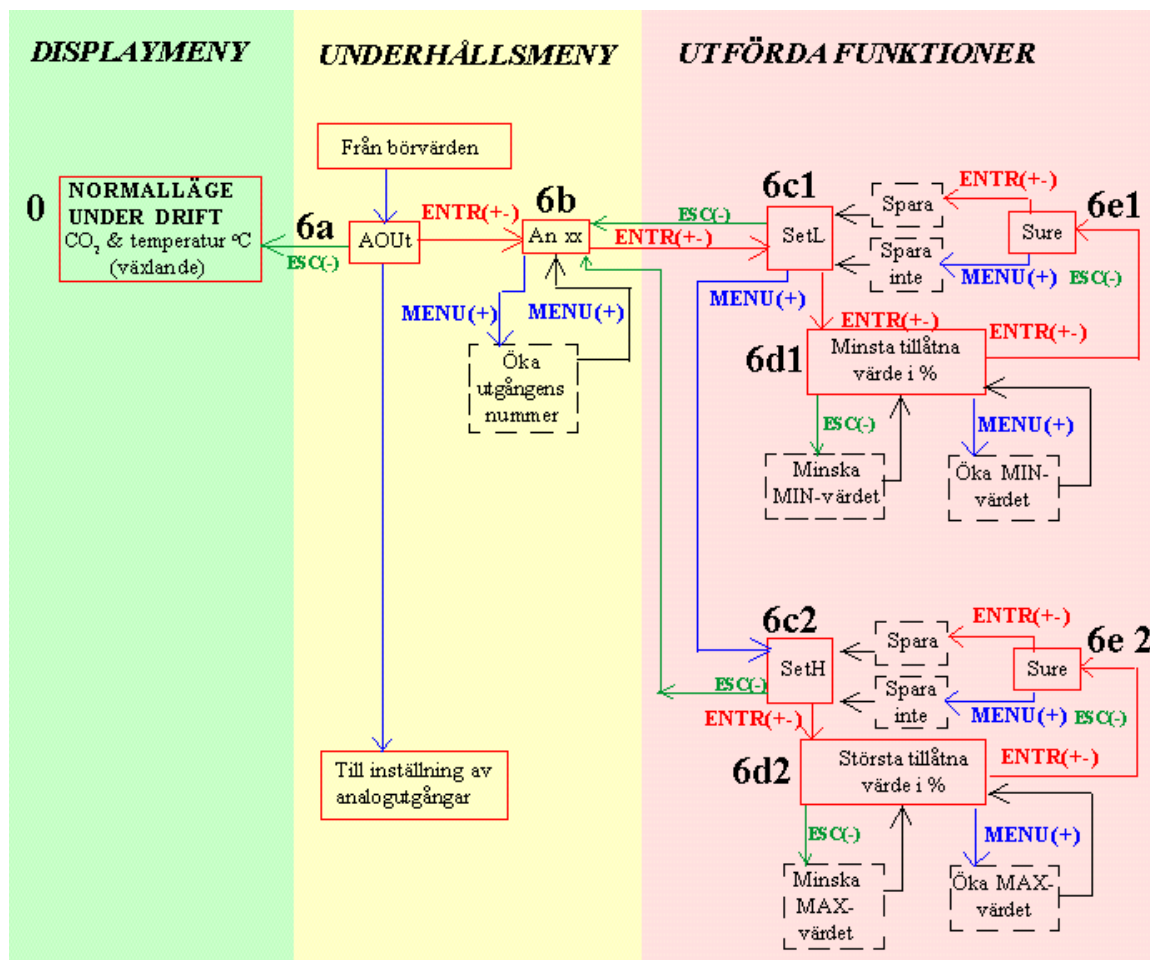 DISPLAYMENY
UNDERHÅLLSMENY
UTFÖRDA FUNKTIONER
Från börvärden
0
NORMALLÄGE
UNDER DRIFT
CO₂ & temperatur ºC
(växlande)
ESC(-)
6a
AOUt
ENTR(+-)
6b
An xx
ENTR(+-)
MENU(+)
MENU(+)
Öka
utgångens
nummer
ESC(-)
6c1
SetL
MENU(+)
Spara
Spara
inte
ENTR(+-)
MENU(+)
Sure
6e1
ESC(-)
ENTR(+-)
ENTR(+-)
6d1
Minsta tillåtna
värde i %
ESC(-)
MENU(+)
Minska
MIN-värdet
Öka MIN-
värdet
6c2
SetH
ESC(-)
ENTR(+-)
Spara
Spara
inte
ENTR(+-)
MENU(+)
Sure
6e 2
ESC(-)
ENTR(+-)
6d2
Största tillåtna
värde i %
ESC(-)
MENU(+)
Minska
MAX-
värdet
Öka MAX-
värdet
Till inställning av
analogutgångar